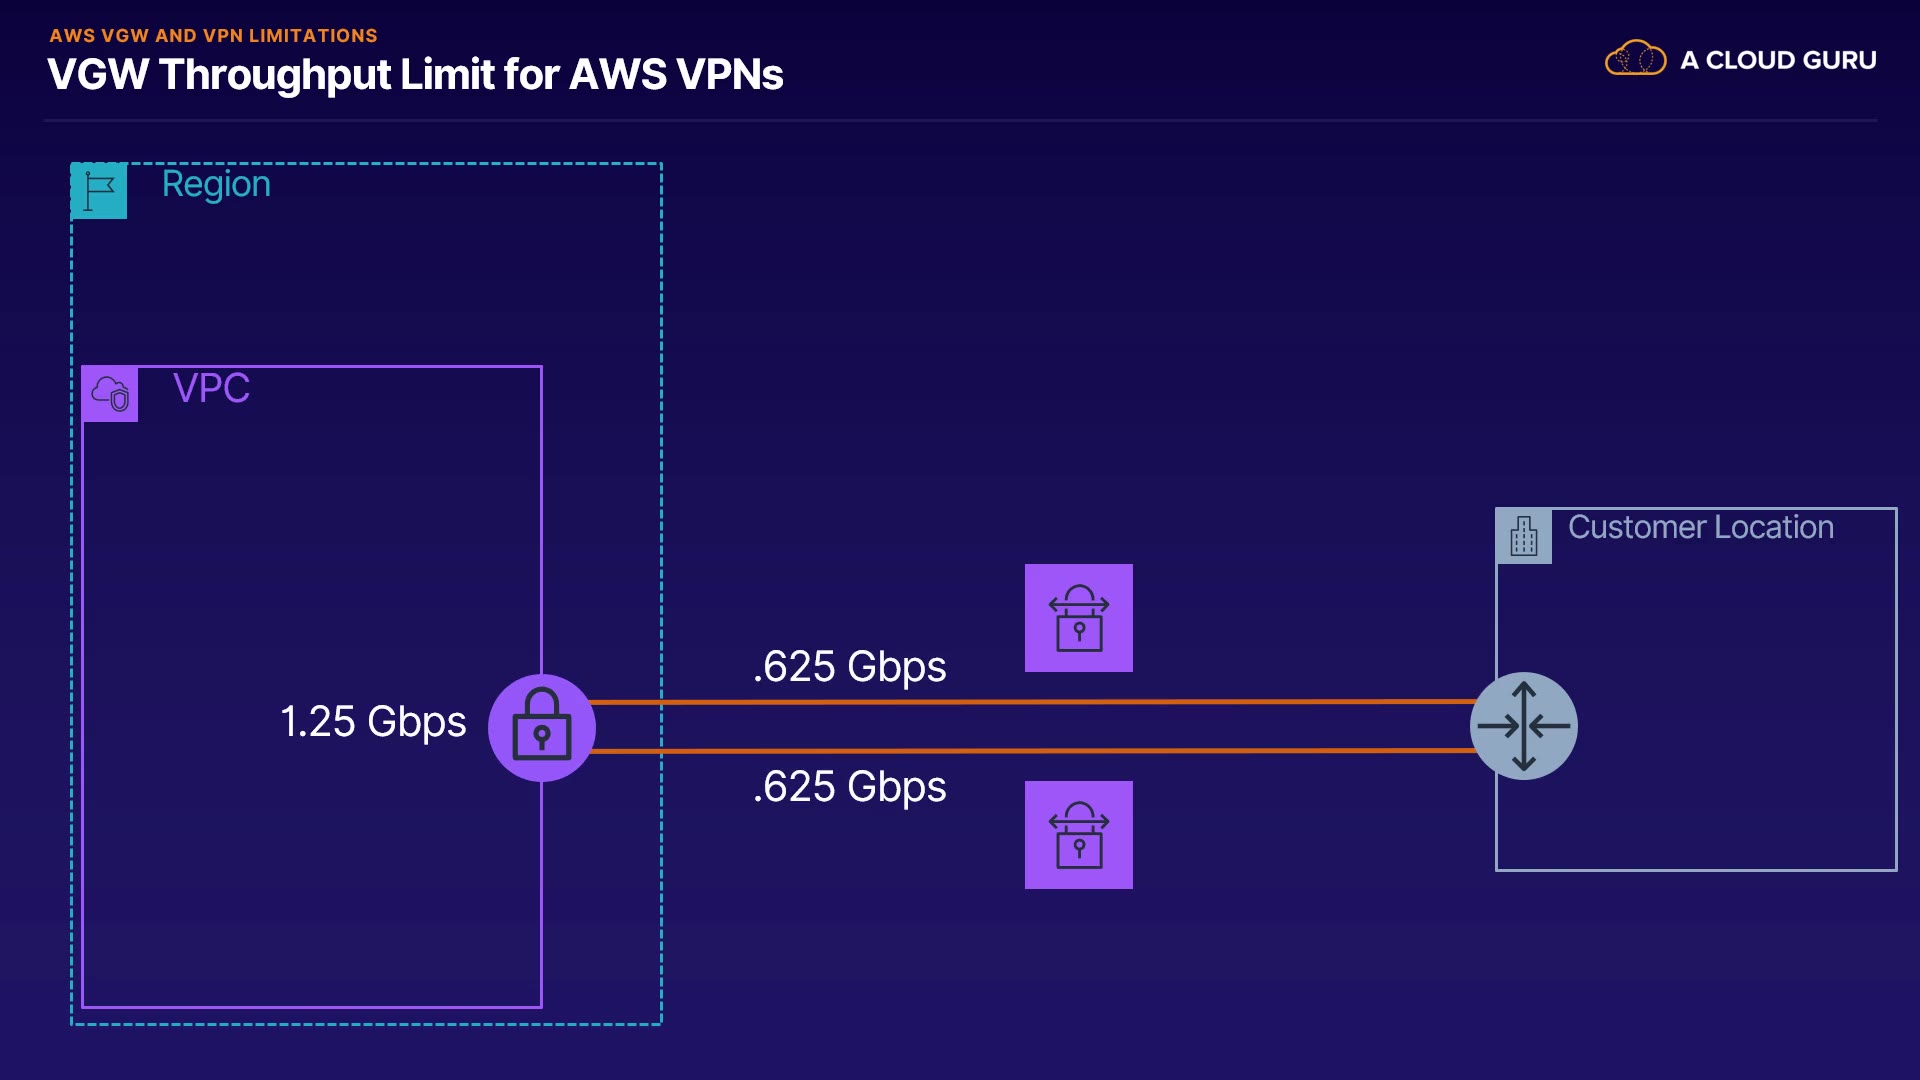 AWS VGW AND VPN LIMITATIONS
VGW Throughput Limit for AWS VPNs
A CLOUD GURU
Region
VPC
Customer Location
.625 Gbps
1.25 Gbps
.625 Gbps